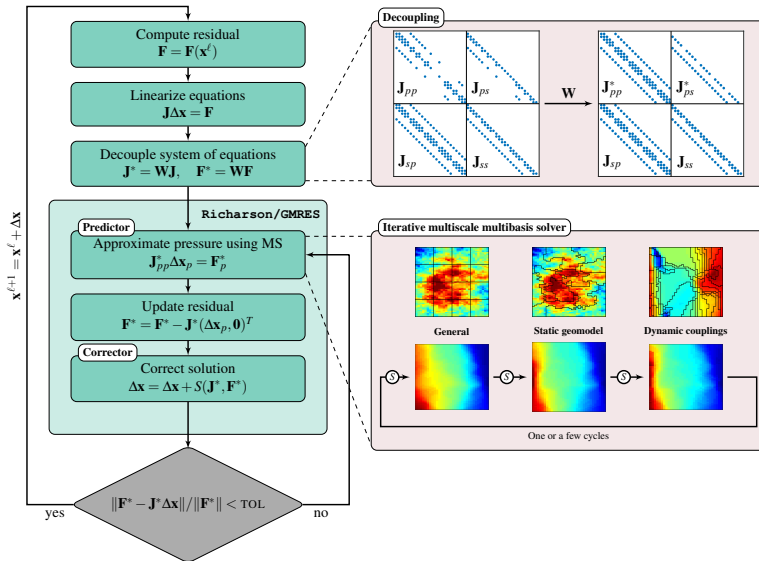 Compute residual
F = F(x^ℓ)
Linearize equations
JΔx = F
Decouple system of equations
J* = WJ, F* = WF
Richarson/GMRES
Predictor
Approximate pressure using MS
J*_pp Δx_p = F*_p
Update residual
F* = F* − J*(Δx_p, 0)^T
Corrector
Correct solution
Δx = Δx + S(J*, F*)
‖F* − J*Δx‖/‖F*‖ < TOL
yes
no
x^{ℓ+1} = x^ℓ + Δx
Decoupling
J_pp
J_ps
J_sp
J_ss
W
J*_pp
J*_ps
J_sp
J_ss
Iterative multiscale multibasis solver
General
Static geomodel
Dynamic couplings
S
S
S
One or a few cycles